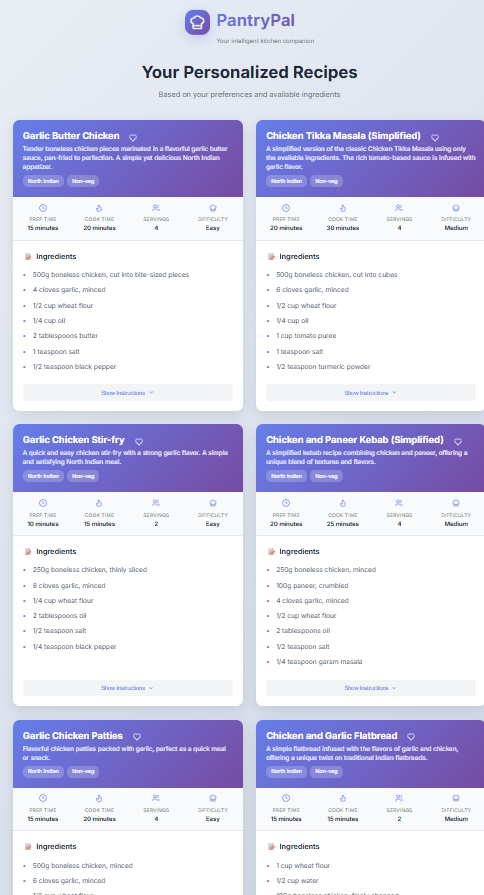 PantryPal
Your intelligent kitchen companion
Your Personalized Recipes
Based on your preferences and available ingredients
Garlic Butter Chicken
Tender boneless chicken pieces marinated in a flavorful garlic butter
sauce, pan-fried to perfection. A simple yet delicious North Indian
appetizer.
North Indian Non-veg
PREP TIME COOK TIME SERVINGS DIFFICULTY
15 minutes 20 minutes 4 Easy
Ingredients
500g boneless chicken, cut into bite-sized pieces
4 cloves garlic, minced
1/2 cup wheat flour
1/4 cup oil
2 tablespoons butter
1 teaspoon salt
1/2 teaspoon black pepper
Show Instructions
Chicken Tikka Masala (Simplified)
A simplified version of the classic Chicken Tikka Masala using only
the available ingredients. The rich tomato-based sauce is infused with
garlic flavor.
North Indian Non-veg
PREP TIME COOK TIME SERVINGS DIFFICULTY
20 minutes 30 minutes 4 Medium
Ingredients
500g boneless chicken, cut into cubes
6 cloves garlic, minced
1/2 cup wheat flour
1/4 cup oil
1 cup tomato puree
1 teaspoon salt
1/2 teaspoon turmeric powder
Show Instructions
Garlic Chicken Stir-fry
A quick and easy chicken stir-fry with a strong garlic flavor. A simple
and satisfying North Indian meal.
North Indian Non-veg
PREP TIME COOK TIME SERVINGS DIFFICULTY
10 minutes 15 minutes 2 Easy
Ingredients
250g boneless chicken, thinly sliced
8 cloves garlic, minced
1/4 cup wheat flour
2 tablespoons oil
1/2 teaspoon salt
1/4 teaspoon black pepper
Show Instructions
Chicken and Paneer Kebab (Simplified)
A simplified kebab recipe combining chicken and paneer, offering a
unique blend of textures and flavors.
North Indian Non-veg
PREP TIME COOK TIME SERVINGS DIFFICULTY
20 minutes 25 minutes 4 Medium
Ingredients
250g boneless chicken, minced
100g paneer, crumbled
4 cloves garlic, minced
1/2 cup wheat flour
2 tablespoons oil
1/2 teaspoon salt
1/4 teaspoon garam masala
Show Instructions
Garlic Chicken Patties
Flavorful chicken patties packed with garlic, perfect as a quick meal
or snack.
North Indian Non-veg
PREP TIME COOK TIME SERVINGS DIFFICULTY
15 minutes 20 minutes 4 Easy
Ingredients
500g boneless chicken, minced
6 cloves garlic, minced
Chicken and Garlic Flatbread
A simple flatbread infused with the flavors of garlic and chicken,
offering a unique twist on traditional Indian flatbreads.
North Indian Non-veg
PREP TIME COOK TIME SERVINGS DIFFICULTY
15 minutes 15 minutes 2 Medium
Ingredients
1 cup wheat flour
1/2 cup water